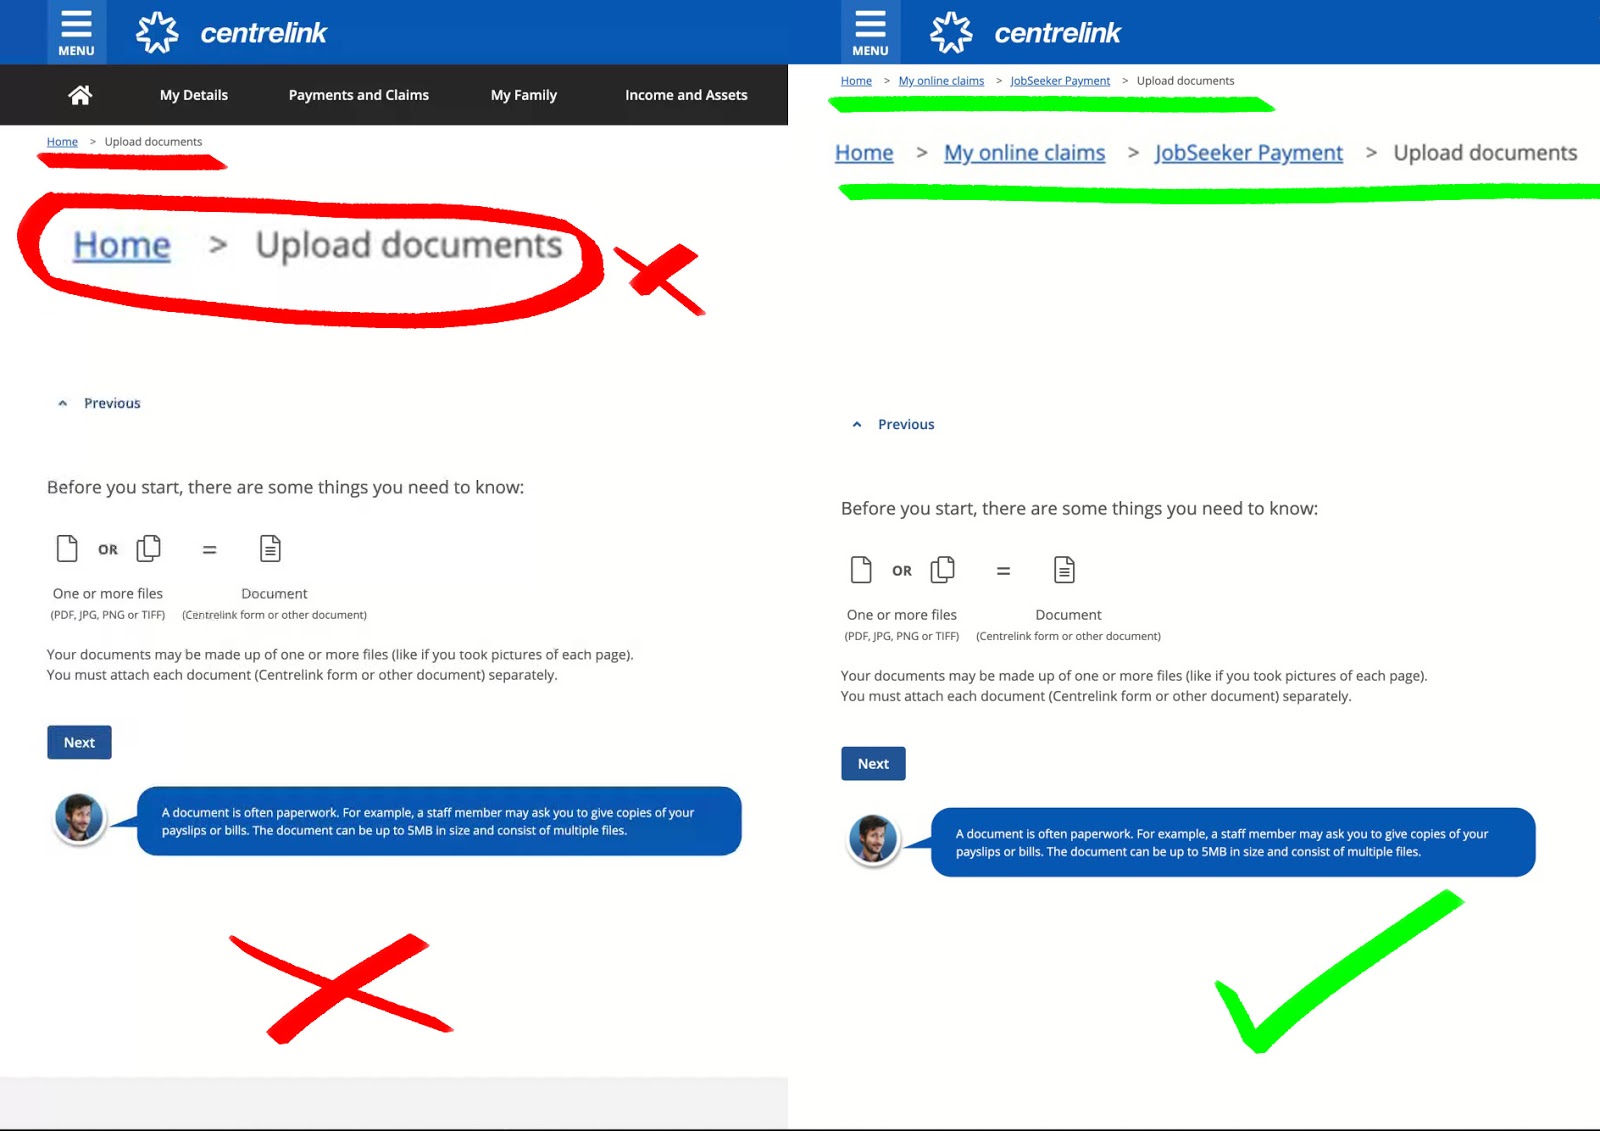 MENU
centrelink
My Details Payments and Claims My Family Income and Assets
Home > Upload documents
Home > Upload documents
Previous
Before you start, there are some things you need to know:
OR =
One or more files Document
(PDF, JPG, PNG or TIFF) (Centrelink form or other document)
Your documents may be made up of one or more files (like if you took pictures of each page).
You must attach each document (Centrelink form or other document) separately.
Next
A document is often paperwork. For example, a staff member may ask you to give copies of your
payslips or bills. The document can be up to 5MB in size and consist of multiple files.
MENU
centrelink
Home > My online claims > JobSeeker Payment > Upload documents
Home > My online claims > JobSeeker Payment > Upload documents
Previous
Before you start, there are some things you need to know:
OR =
One or more files Document
(PDF, JPG, PNG or TIFF) (Centrelink form or other document)
Your documents may be made up of one or more files (like if you took pictures of each page).
You must attach each document (Centrelink form or other document) separately.
Next
A document is often paperwork. For example, a staff member may ask you to give copies of your
payslips or bills. The document can be up to 5MB in size and consist of multiple files.